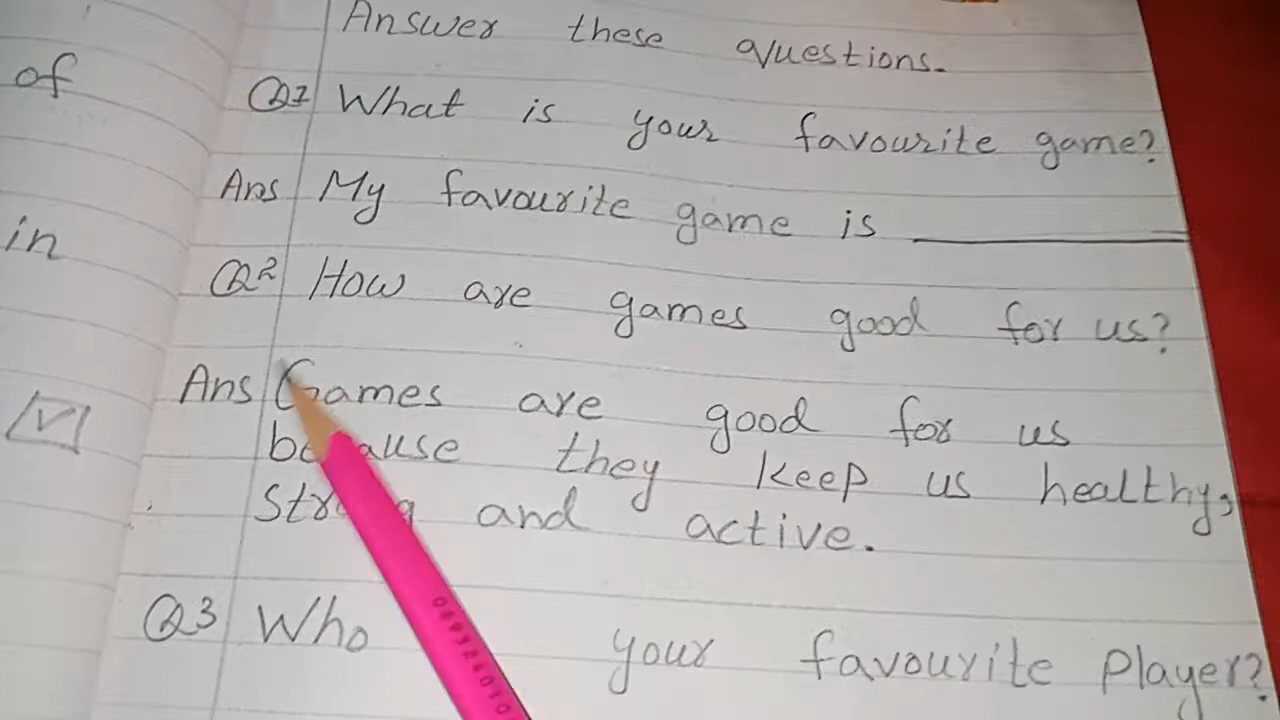 of
in
Answer these questions.
Q1 What is your favourite game?
Ans My favourite game is
Q2 How are games good for us?
Ans Games are good for us
because they keep us healthy,
Strong and active.
Q3 Who your favourite Player?